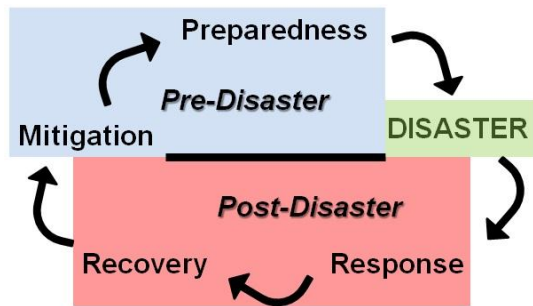 Preparedness
Pre-Disaster
Mitigation
DISASTER
Post-Disaster
Recovery
Response